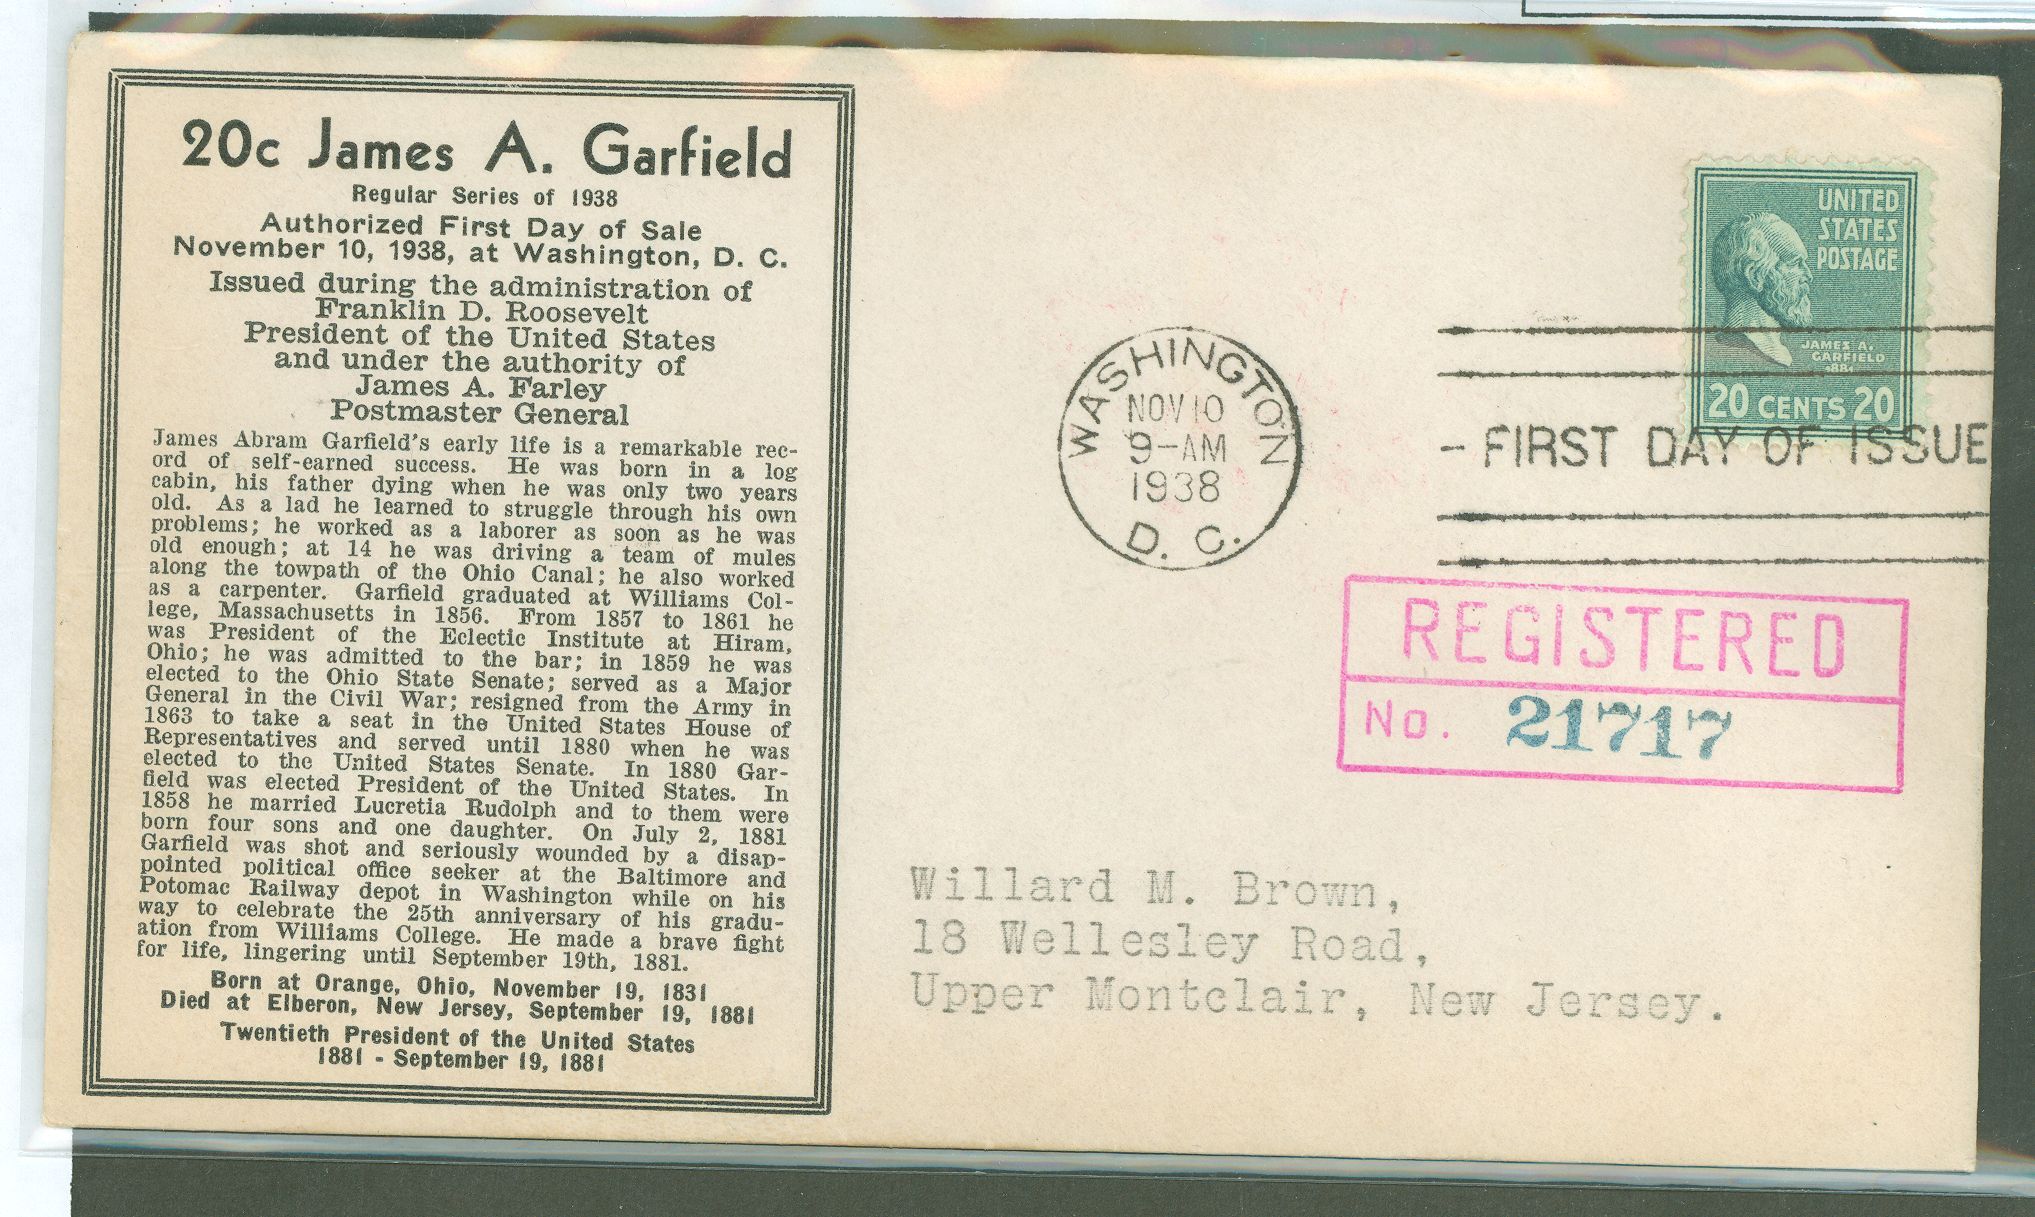 20c James A. Garfield
Regular Series of 1938
Authorized First Day of Sale
November 10, 1938, at Washington, D. C.
Issued during the administration of
Franklin D. Roosevelt
President of the United States
and under the authority of
James A. Farley
Postmaster General
James Abram Garfield's early life is a remarkable rec-
ord of self-earned success. He was born in a log
cabin, his father dying when he was only two years
old. As a lad he learned to struggle through his own
problems; he worked as a laborer as soon as he was
old enough; at 14 he was driving a team of mules
along the towpath of the Ohio Canal; he also worked
as a carpenter. Garfield graduated at Williams Col-
lege, Massachusetts in 1856. From 1857 to 1861 he
was President of the Eclectic Institute at Hiram,
Ohio; he was admitted to the bar; in 1859 he was
elected to the Ohio State Senate; served as a Major
General in the Civil War; resigned from the Army in
1863 to take a seat in the United States House of
Representatives and served until 1880 when he was
elected to the United States Senate. In 1880 Gar-
field was elected President of the United States. In
1858 he married Lucretia Rudolph and to them were
born four sons and one daughter. On July 2, 1881
Garfield was shot and seriously wounded by a disap-
pointed political office seeker at the Baltimore and
Potomac Railway depot in Washington while on his
way to celebrate the 25th anniversary of his gradu-
ation from Williams College. He made a brave fight
for life, lingering until September 19th, 1881.
Born at Orange, Ohio, November 19, 1831
Died at Elberon, New Jersey, September 19, 1881
Twentieth President of the United States
1881 - September 19, 1881
UNITED
STATES
POSTAGE
JAMES A.
GARFIELD
1881
20 CENTS 20
WASHINGTON
NOV 10
9-AM
1938
D. C.
- FIRST DAY OF ISSUE
REGISTERED
No. 21717
Willard M. Brown,
18 Wellesley Road,
Upper Montclair, New Jersey.